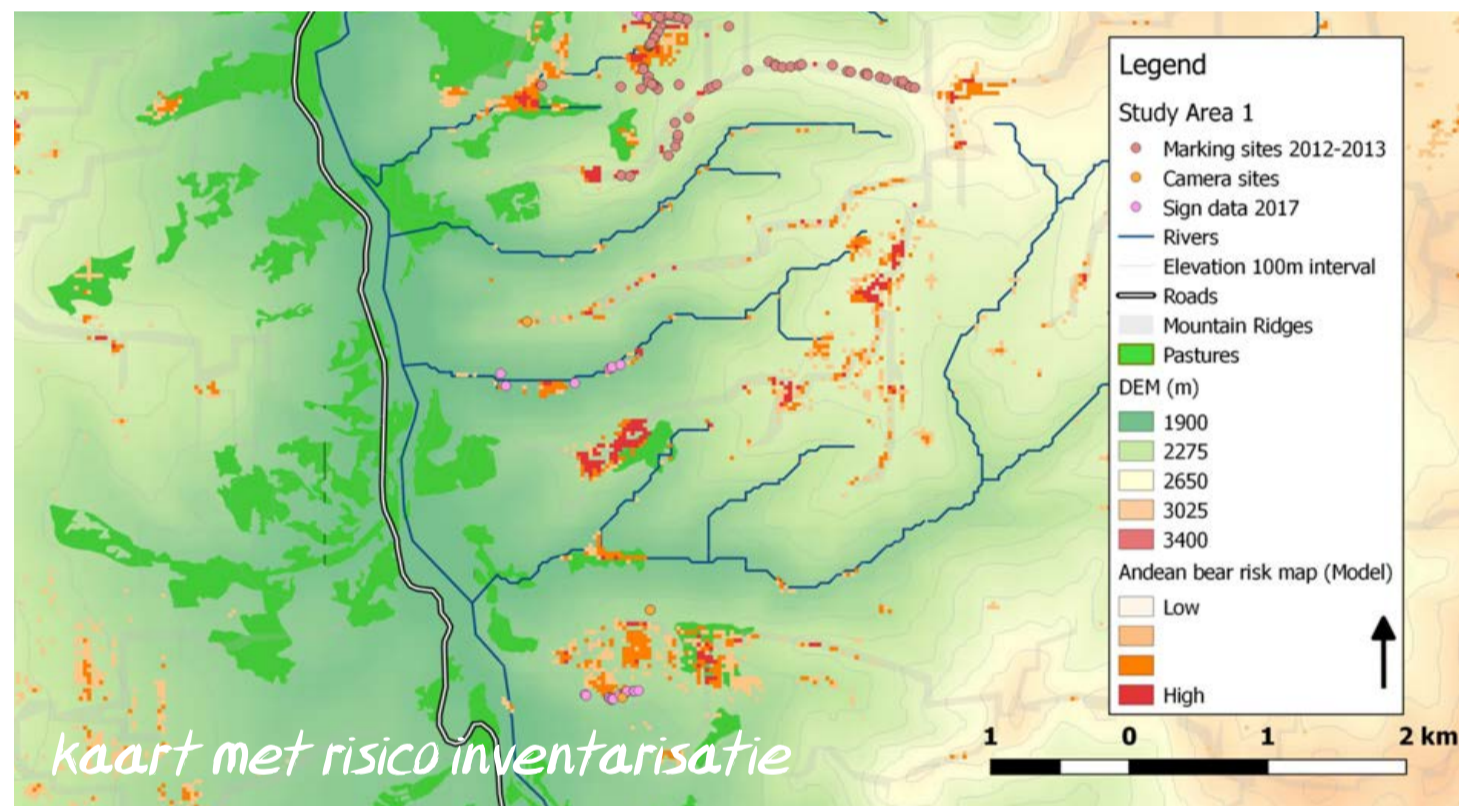 Legend
Study Area 1
Marking sites 2012-2013
Camera sites
Sign data 2017
Rivers
Elevation 100m interval
Roads
Mountain Ridges
Pastures
DEM (m)
1900
2275
2650
3025
3400
Andean bear risk map (Model)
Low
High
1 0 1 2 km
kaart met risico inventarisatie